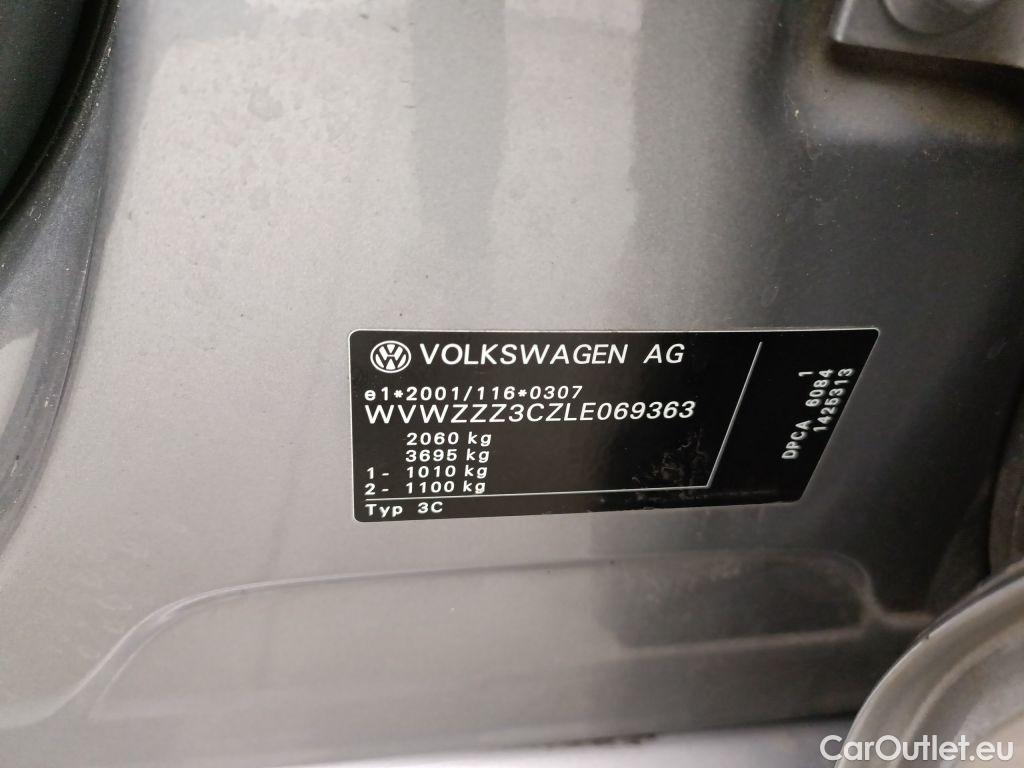 VOLKSWAGEN AG
e1*2001/116*0307
WVWZZZ3CZLE069363
2060 kg
3695 kg
1- 1010 kg
2- 1100 kg
Typ 3C
1
DPCA 6084
1425313
CarOutlet.eu